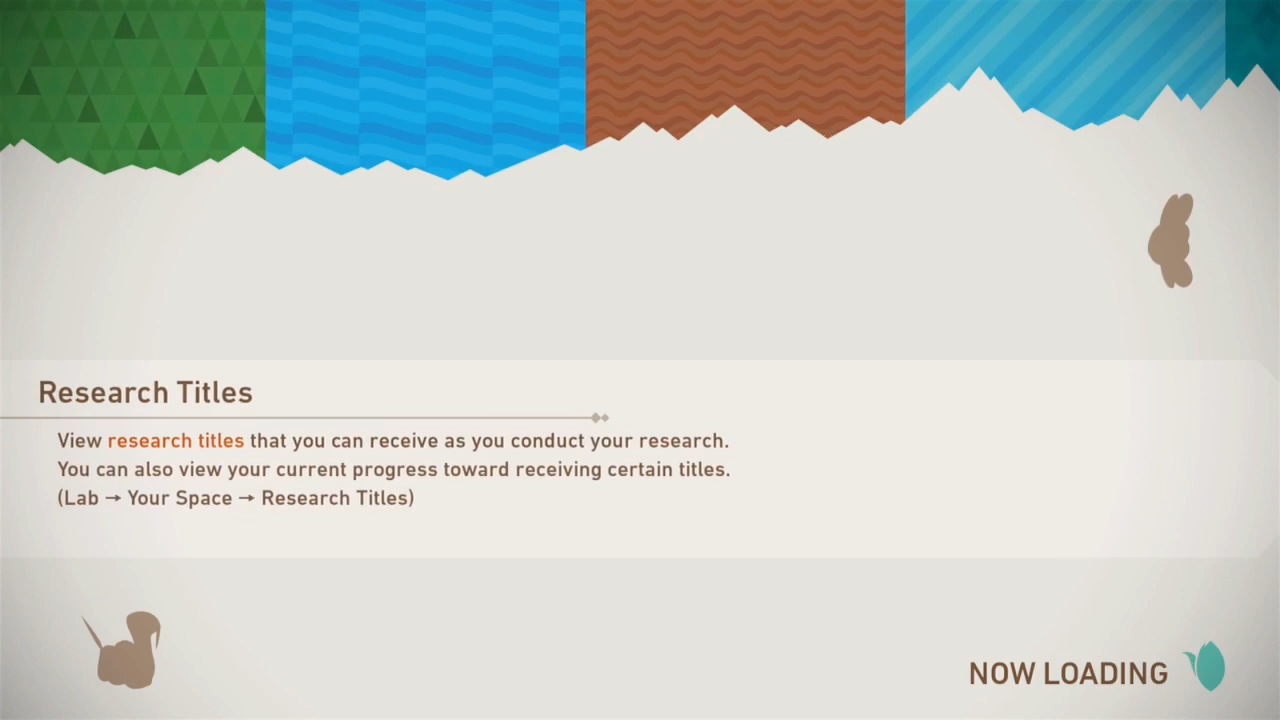 Research Titles
View research titles that you can receive as you conduct your research.
You can also view your current progress toward receiving certain titles.
(Lab → Your Space → Research Titles)
NOW LOADING